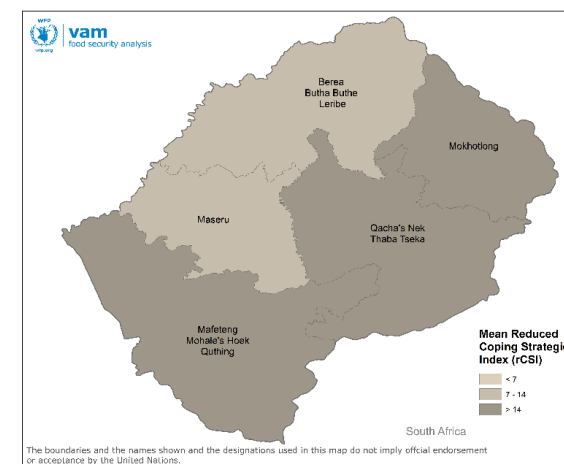 WFP
wfp.org
vam
food security analysis
Berea
Butha Buthe
Leribe
Mokhotlong
Maseru
Qacha's Nek
Thaba Tseka
Mafeteng
Mohale's Hoek
Quthing
Mean Reduced
Coping Strategi
Index (rCSI)
< 7
7 - 14
> 14
South Africa
The boundaries and the names shown and the designations used in this map do not imply offcial endorsement
or acceptance by the United Nations.